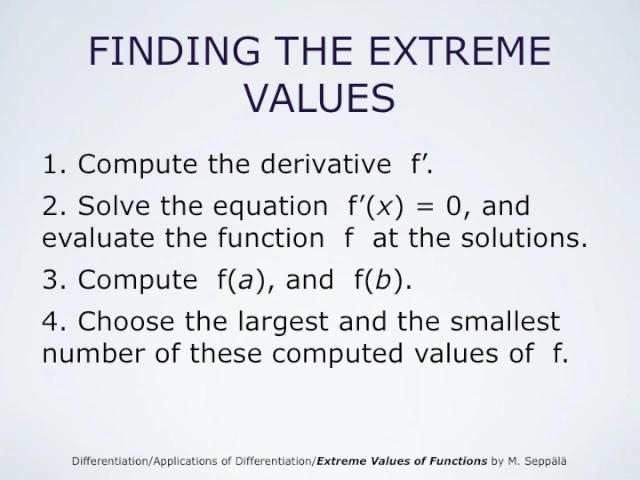 FINDING THE EXTREME
VALUES
1. Compute the derivative f’.
2. Solve the equation f’(x) = 0, and
evaluate the function f at the solutions.
3. Compute f(a), and f(b).
4. Choose the largest and the smallest
number of these computed values of f.
Differentiation/Applications of Differentiation/Extreme Values of Functions by M. Seppälä